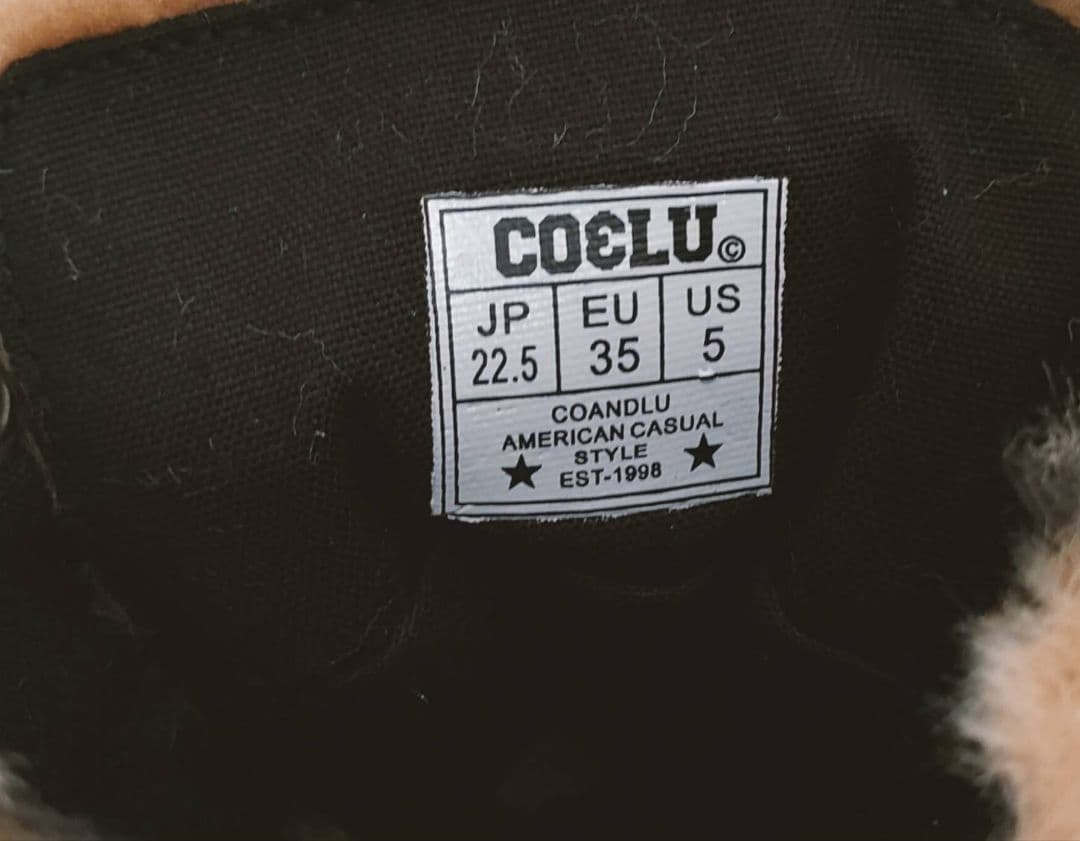 COƐLU©
JP EU US
22.5 35 5
COANDLU
AMERICAN CASUAL
STYLE
★ EST-1998 ★